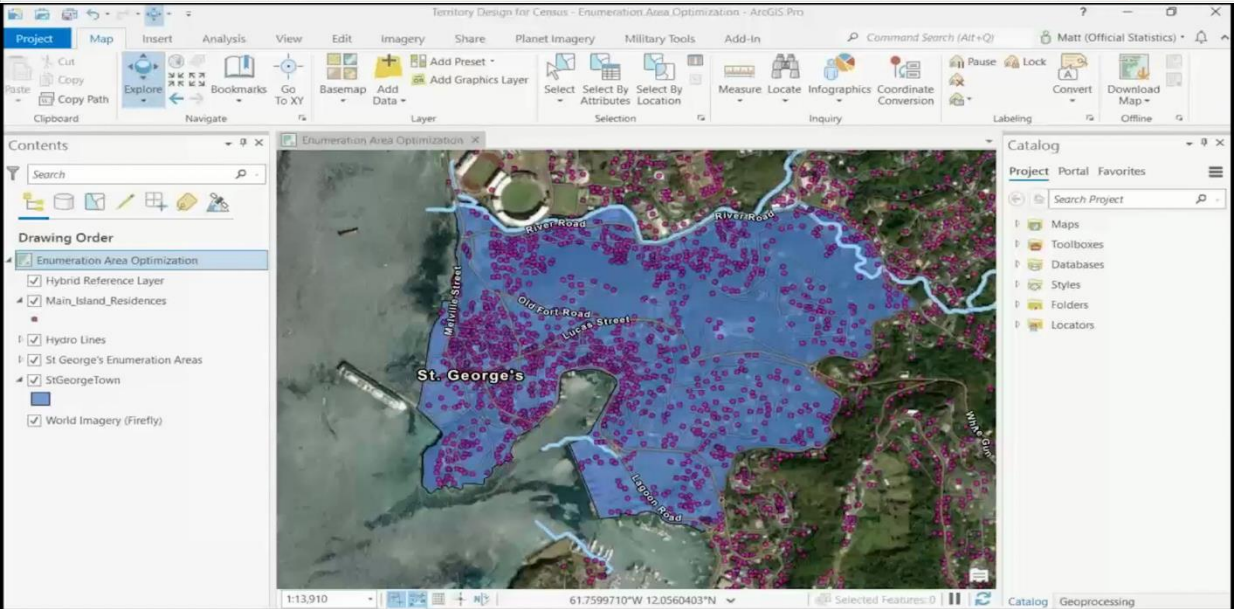 Territory Design for Census - Enumeration Area Optimization - ArcGIS Pro
Project Map Insert Analysis View Edit Imagery Share Planet Imagery Military Tools Add-In Command Search (Alt+Q) Matt (Official Statistics)
Paste Cut Copy Copy Path
Clipboard
Explore Bookmarks Go To XY
Navigate
Basemap Add Data Add Preset Add Graphics Layer
Layer
Select Select By Attributes Select By Location
Selection
Measure Locate Infographics Coordinate Conversion
Inquiry
Pause Lock Convert
Labeling
Download Map
Offline
Contents
Search
Drawing Order
Enumeration Area Optimization
Hybrid Reference Layer
Main_Island_Residences
Hydro Lines
St George's Enumeration Areas
StGeorgeTown
World Imagery (Firefly)
Enumeration Area Optimization
River Road
River Road
Melville Street
Old Fort Road
Lucas Street
St. George's
Lagoon Road
1:13,910
61.7599710°W 12.0560403°N
Selected Features: 0
Catalog
Project Portal Favorites
Search Project
Maps
Toolboxes
Databases
Styles
Folders
Locators
Catalog Geoprocessing